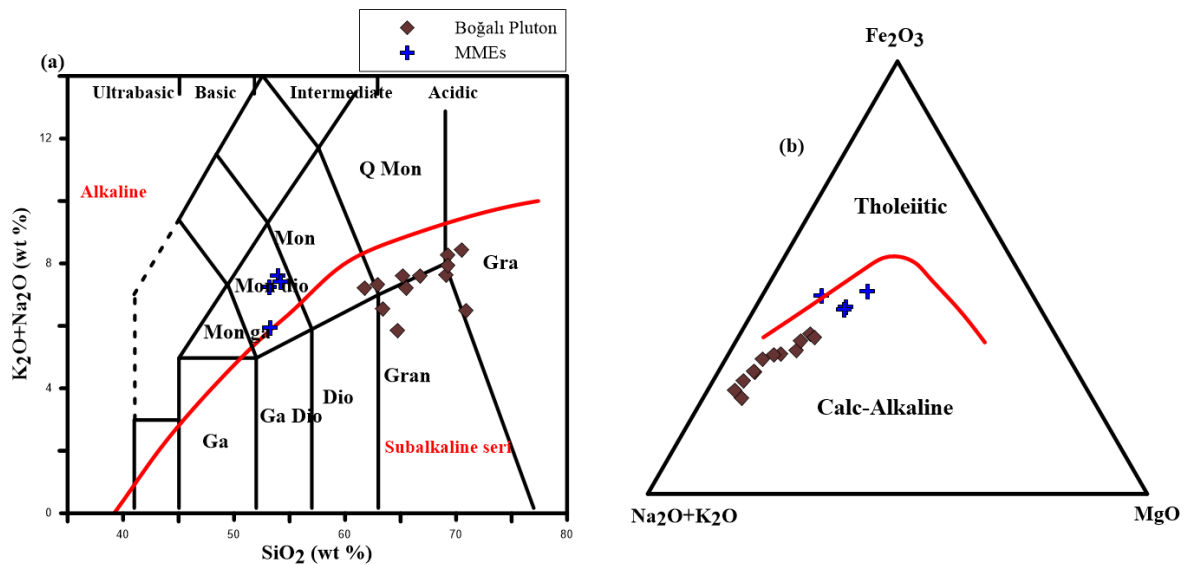 Boğalı Pluton
MMEs
(a)
Ultrabasic Basic Intermediate Acidic
12
8
4
0
K2O+Na2O (wt %)
Alkaline
Q Mon
Mon
Gra
Mon dio
Mon ga
Gran
Dio
Ga Dio
Ga
Subalkaline seri
40 50 60 70 80
SiO2 (wt %)
Fe2O3
(b)
Tholeiitic
Calc-Alkaline
Na2O+K2O
MgO